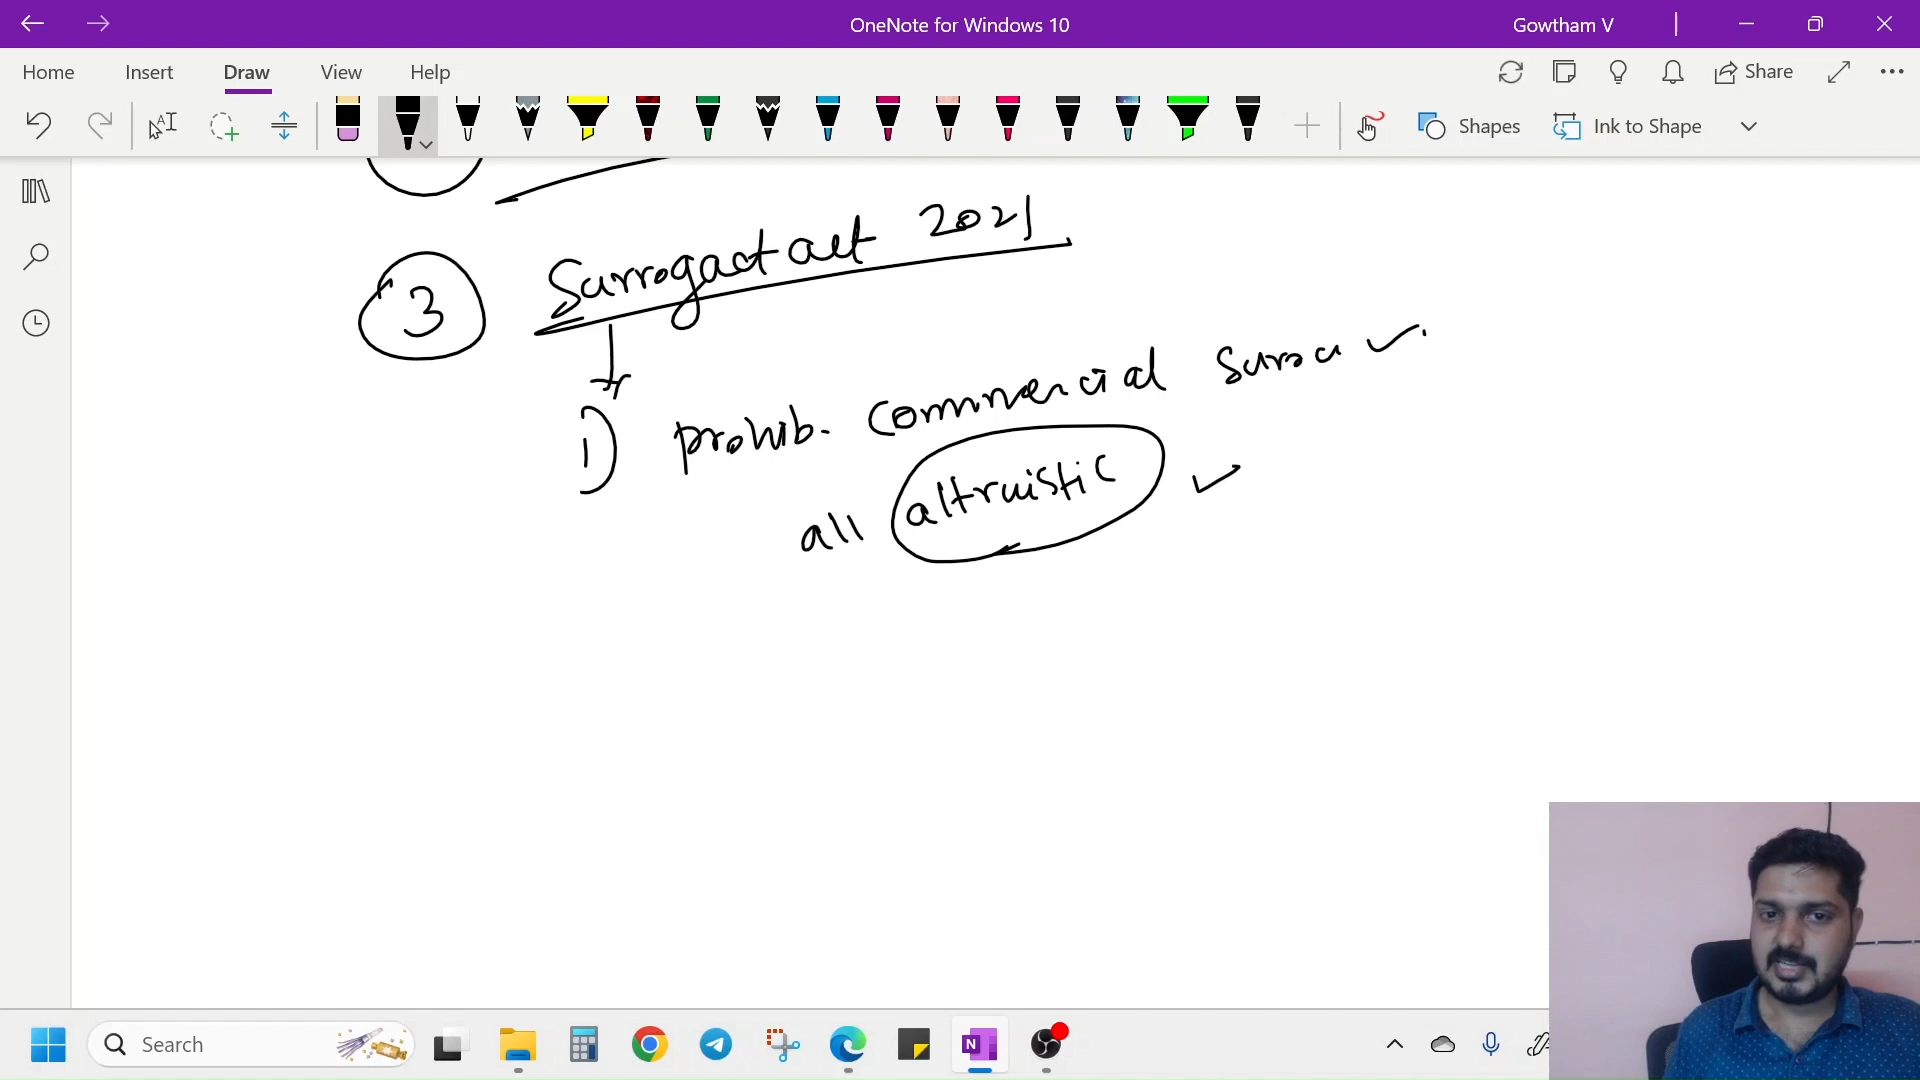 OneNote for Windows 10
Gowtham V
Home Insert Draw View Help
Share
Shapes Ink to Shape
3 Surrogact act 2021
1) prohib. Commercial Surro
all altruistic
Search